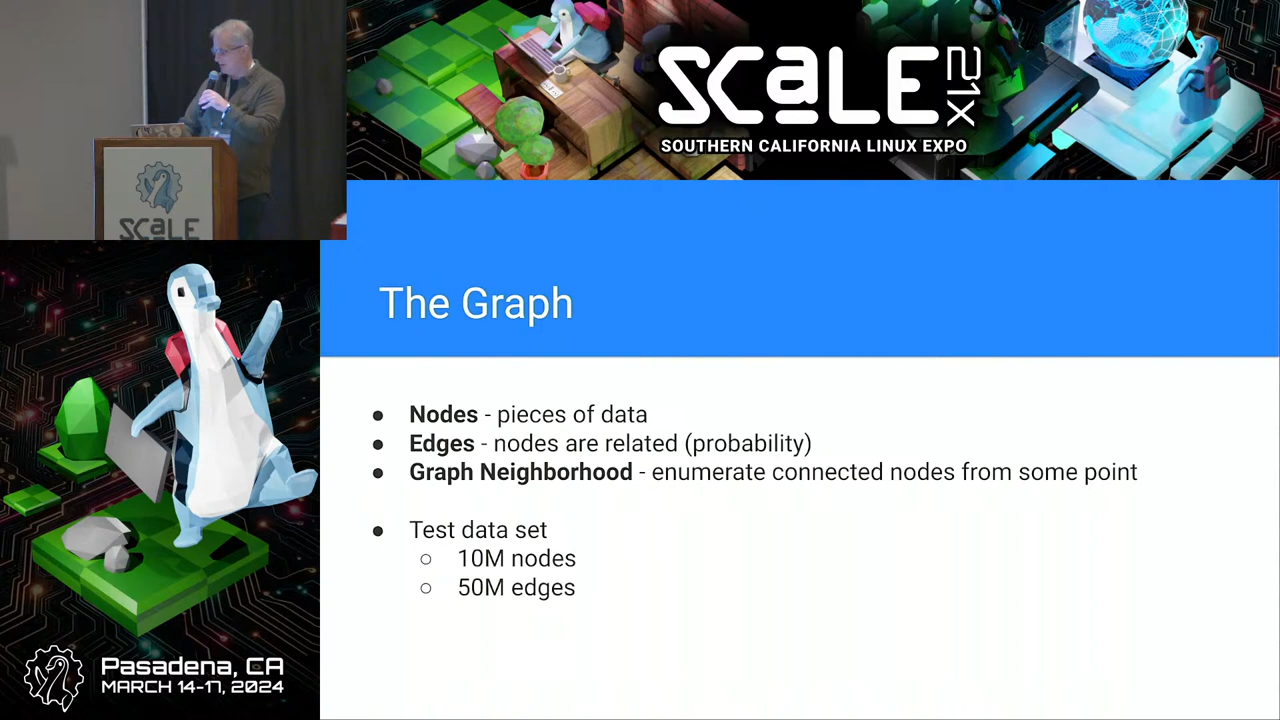 SCaLE 21X
SOUTHERN CALIFORNIA LINUX EXPO
SCaLE
The Graph
● Nodes - pieces of data
● Edges - nodes are related (probability)
● Graph Neighborhood - enumerate connected nodes from some point
● Test data set
○ 10M nodes
○ 50M edges
Pasadena, CA
MARCH 14-17, 2024